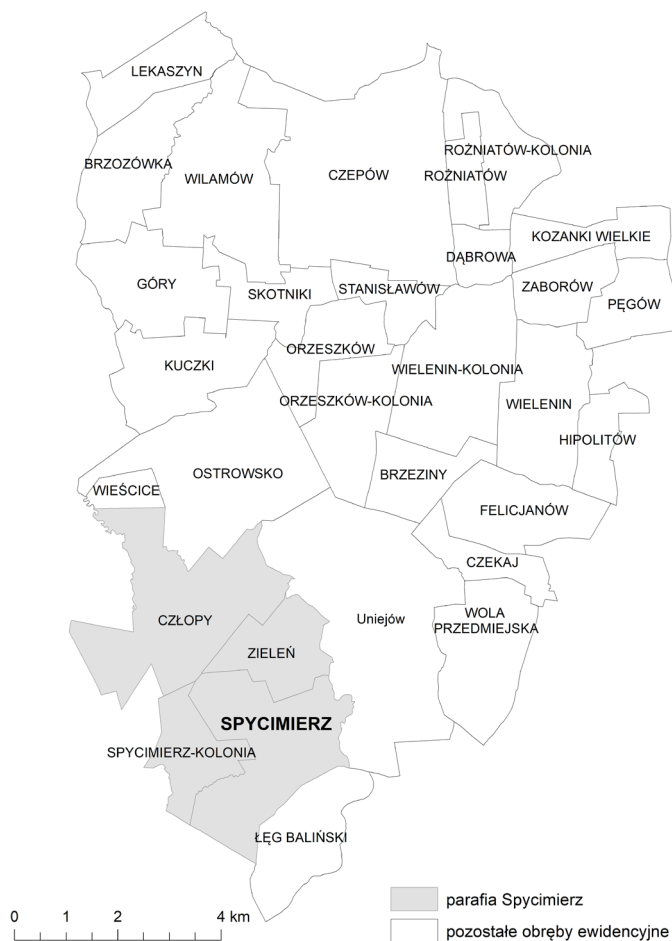 LEKASZYN
BRZOZÓWKA
WILAMÓW
CZEPÓW
ROŻNIATÓW-KOLONIA
ROŻNIATÓW
KOZANKI WIELKIE
DĄBROWA
GÓRY
SKOTNIKI
STANISŁAWÓW
ZABORÓW
PĘGÓW
ORZESZKÓW
KUCZKI
WIELENIN-KOLONIA
ORZESZKÓW-KOLONIA
WIELENIN
HIPOLITÓW
OSTROWSKO
BRZEZINY
WIEŚCICE
FELICJANÓW
CZEKAJ
CZŁOPY
Uniejów
WOLA
PRZEDMIEJSKA
ZIELEŃ
SPYCIMIERZ
SPYCIMIERZ-KOLONIA
ŁĘG BALIŃSKI
parafia Spycimierz
0 1 2 4 km
pozostałe obręby ewidencyjne